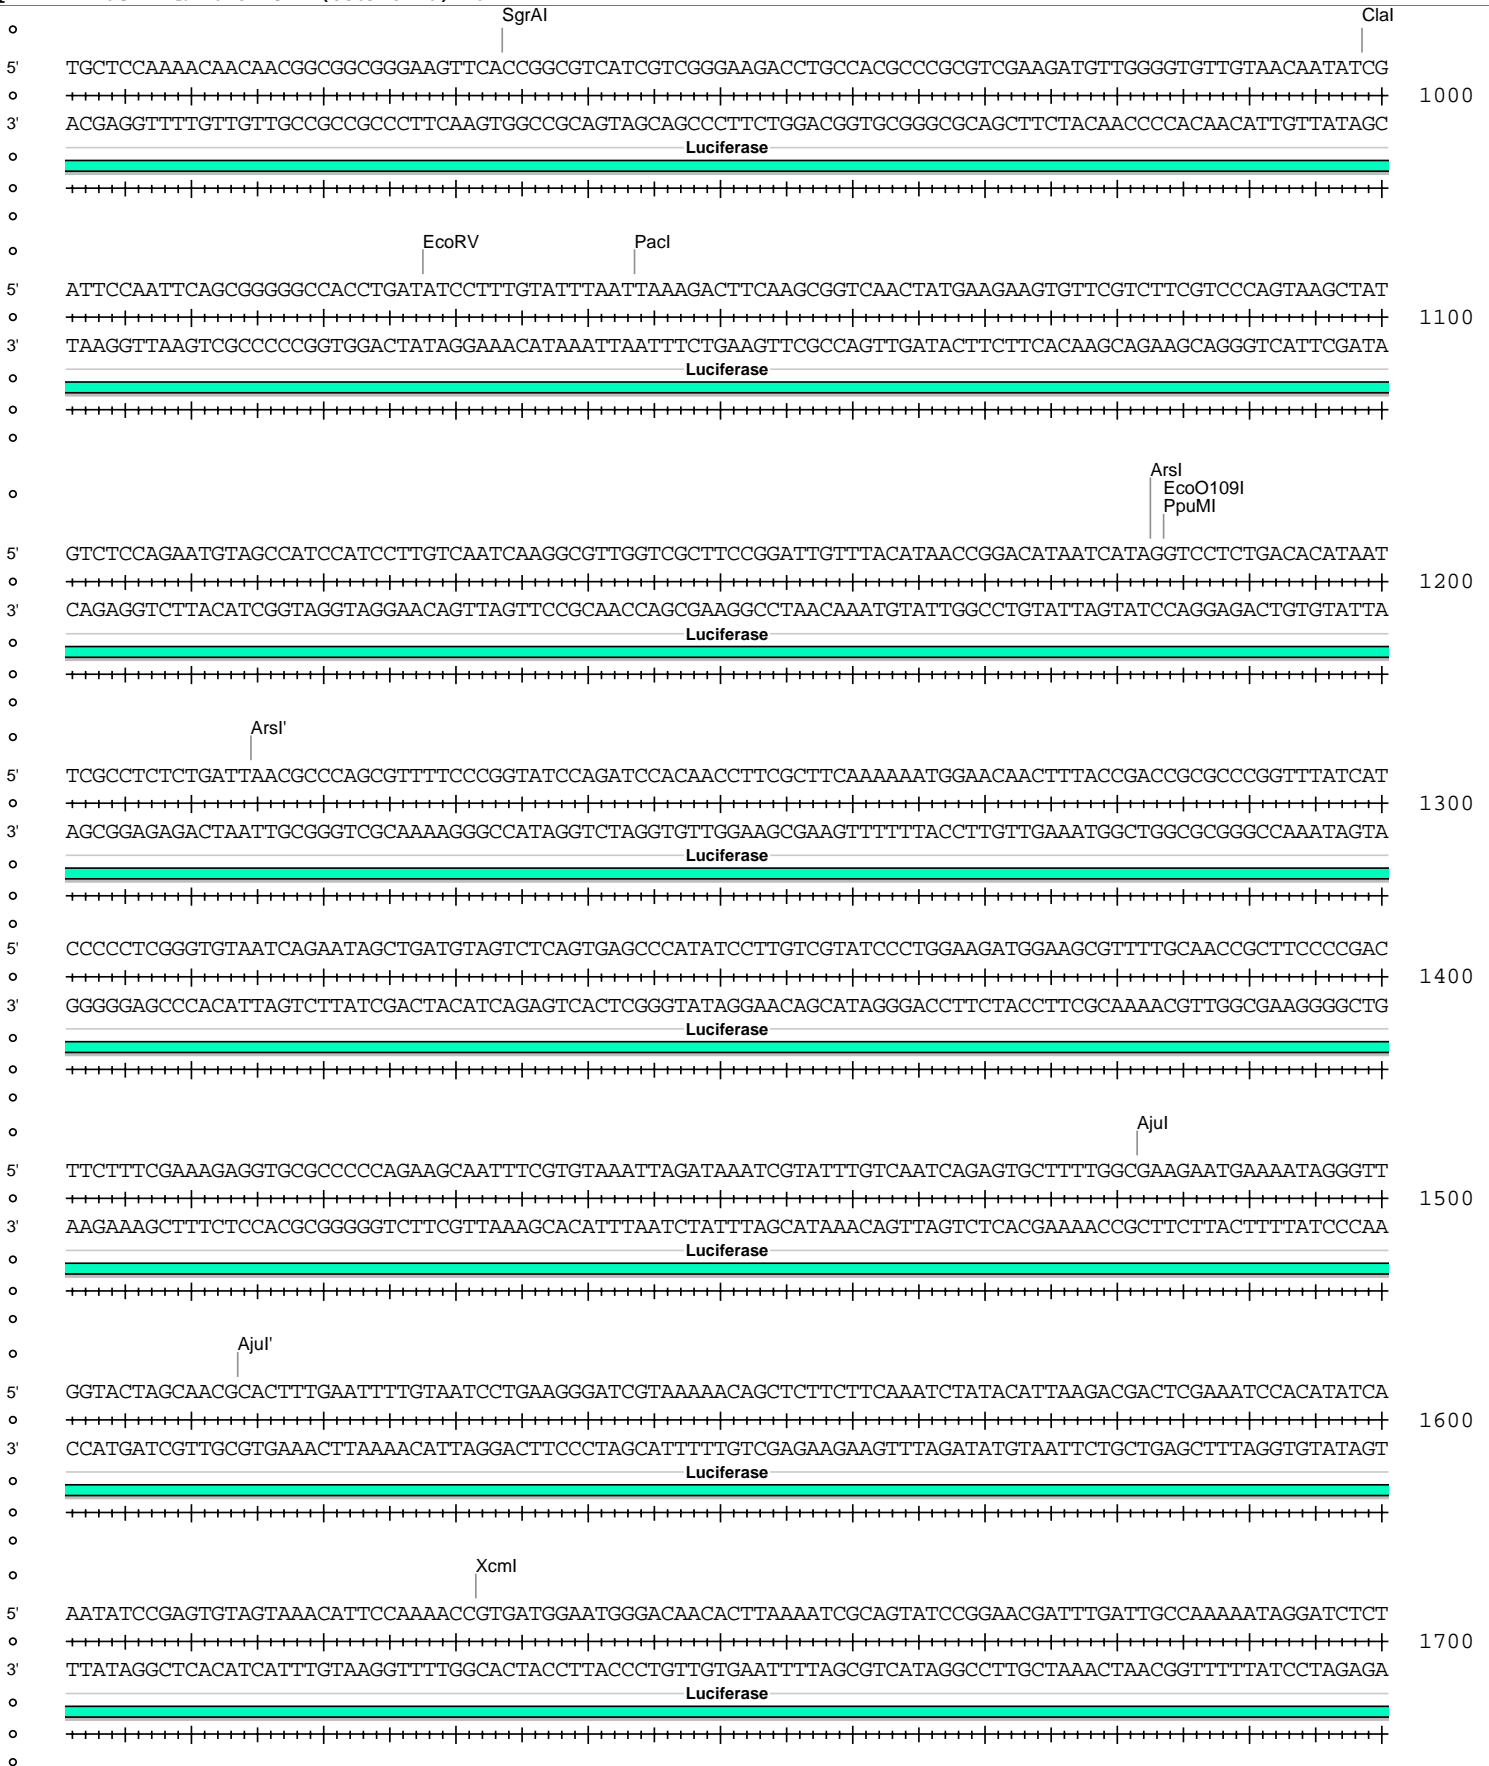 SgrAI ClaI
5' TGCTCCAAAACAACAACGGCGGCGGGAAGTTCACCGGCGTCATCGTCGGGAAGACCTGCCACGCCCGCGTCGAAGATGTTGGGGTGTTGTAACAATATCG
1000
3' ACGAGGTTTTGTTGTTGCCGCCGCCCTTCAAGTGGCCGCAGTAGCAGCCCTTCTGGACGGTGCGGGCGCAGCTTCTACAACCCCACAACATTGTTATAGC
Luciferase
EcoRV PacI
5' ATTCCAATTCAGCGGGGGCCACCTGATATCCTTTGTATTTAATTAAAGACTTCAAGCGGTCAACTATGAAGAAGTGTTCGTCTTCGTCCCAGTAAGCTAT
1100
3' TAAGGTTAAGTCGCCCCCGGTGGACTATAGGAAACATAAATTAATTTCTGAAGTTCGCCAGTTGATACTTCTTCACAAGCAGAAGCAGGGTCATTCGATA
Luciferase
ArsI
EcoO109I
PpuMI
5' GTCTCCAGAATGTAGCCATCCATCCTTGTCAATCAAGGCGTTGGTCGCTTCCGGATTGTTTACATAACCGGACATAATCATAGGTCCTCTGACACATAAT
1200
3' CAGAGGTCTTACATCGGTAGGTAGGAACAGTTAGTTCCGCAACCAGCGAAGGCCTAACAAATGTATTGGCCTGTATTAGTATCCAGGAGACTGTGTATTA
Luciferase
ArsI'
5' TCGCCTCTCTGATTAACGCCCAGCGTTTTCCCGGTATCCAGATCCACAACCTTCGCTTCAAAAAATGGAACAACTTTACCGACCGCGCCCGGTTTATCAT
1300
3' AGCGGAGAGACTAATTGCGGGTCGCAAAAGGGCCATAGGTCTAGGTGTTGGAAGCGAAGTTTTTTACCTTGTTGAAATGGCTGGCGCGGGCCAAATAGTA
Luciferase
5' CCCCCTCGGGTGTAATCAGAATAGCTGATGTAGTCTCAGTGAGCCCATATCCTTGTCGTATCCCTGGAAGATGGAAGCGTTTTGCAACCGCTTCCCCGAC
1400
3' GGGGGAGCCCACATTAGTCTTATCGACTACATCAGAGTCACTCGGGTATAGGAACAGCATAGGGACCTTCTACCTTCGCAAAACGTTGGCGAAGGGGCTG
Luciferase
AjuI
5' TTCTTTCGAAAGAGGTGCGCCCCCAGAAGCAATTTCGTGTAAATTAGATAAATCGTATTTGTCAATCAGAGTGCTTTTGGCGAAGAATGAAAATAGGGTT
1500
3' AAGAAAGCTTTCTCCACGCGGGGGTCTTCGTTAAAGCACATTTAATCTATTTAGCATAAACAGTTAGTCTCACGAAAACCGCTTCTTACTTTTATCCCAA
Luciferase
AjuI'
5' GGTACTAGCAACGCACTTTGAATTTTGTAATCCTGAAGGGATCGTAAAAACAGCTCTTCTTCAAATCTATACATTAAGACGACTCGAAATCCACATATCA
1600
3' CCATGATCGTTGCGTGAAACTTAAAACATTAGGACTTCCCTAGCATTTTTGTCGAGAAGAAGTTTAGATATGTAATTCTGCTGAGCTTTAGGTGTATAGT
Luciferase
XcmI
5' AATATCCGAGTGTAGTAAACATTCCAAAACCGTGATGGAATGGGACAACACTTAAAATCGCAGTATCCGGAACGATTTGATTGCCAAAAATAGGATCTCT
1700
3' TTATAGGCTCACATCATTTGTAAGGTTTTGGCACTACCTTACCCTGTTGTGAATTTTAGCGTCATAGGCCTTGCTAAACTAACGGTTTTTATCCTAGAGA
Luciferase